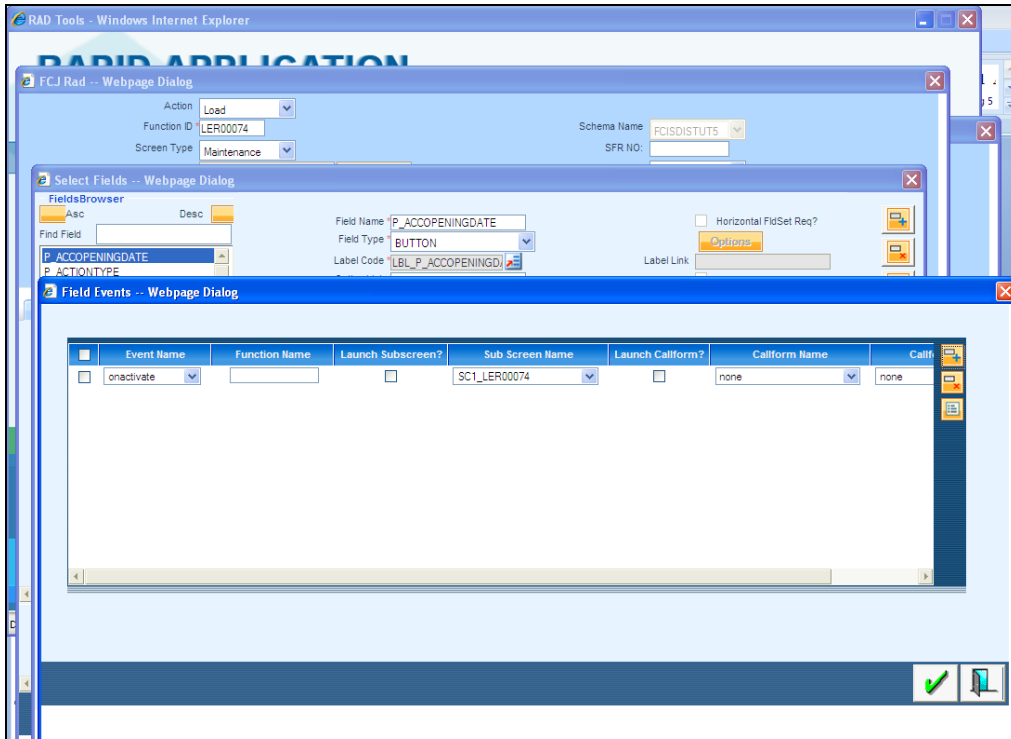 RAD Tools - Windows Internet Explorer
RAPID APPLICATION
FCJ Rad -- Webpage Dialog
Action Load
Function ID * LER00074 Schema Name FCISDISTUT5
Screen Type Maintenance SFR NO:
Select Fields -- Webpage Dialog
FieldsBrowser
Asc Desc
Field Name * P_ACCOPENINGDATE Horizontal FldSet Req?
Find Field
Field Type * BUTTON Options
P_ACCOPENINGDATE
Label Code * LBL_P_ACCOPENINGD Label Link
P_ACTIONTYPE
Field Events -- Webpage Dialog
Event Name Function Name Launch Subscreen? Sub Screen Name Launch Callform? Callform Name Callf
onactivate SC1_LER00074 none none